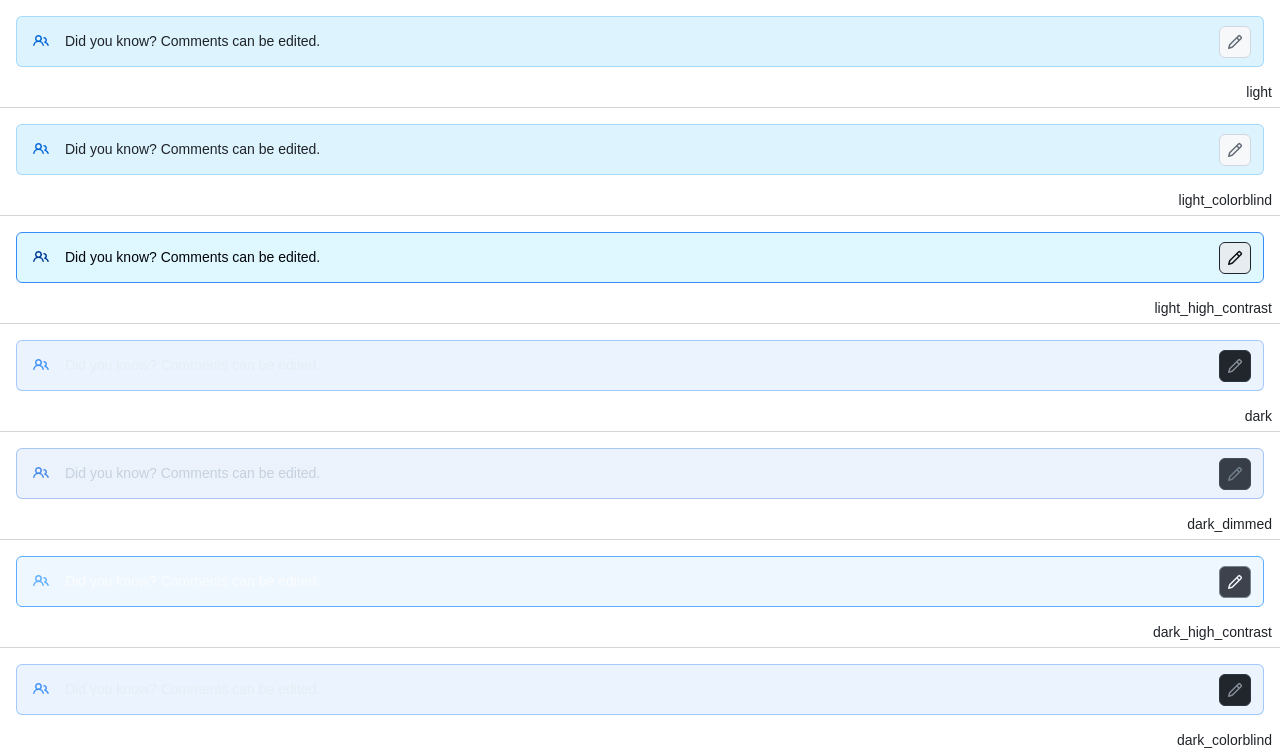 Did you know? Comments can be edited.
light
Did you know? Comments can be edited.
light_colorblind
Did you know? Comments can be edited.
light_high_contrast
Did you know? Comments can be edited.
dark
Did you know? Comments can be edited.
dark_dimmed
Did you know? Comments can be edited.
dark_high_contrast
Did you know? Comments can be edited.
dark_colorblind